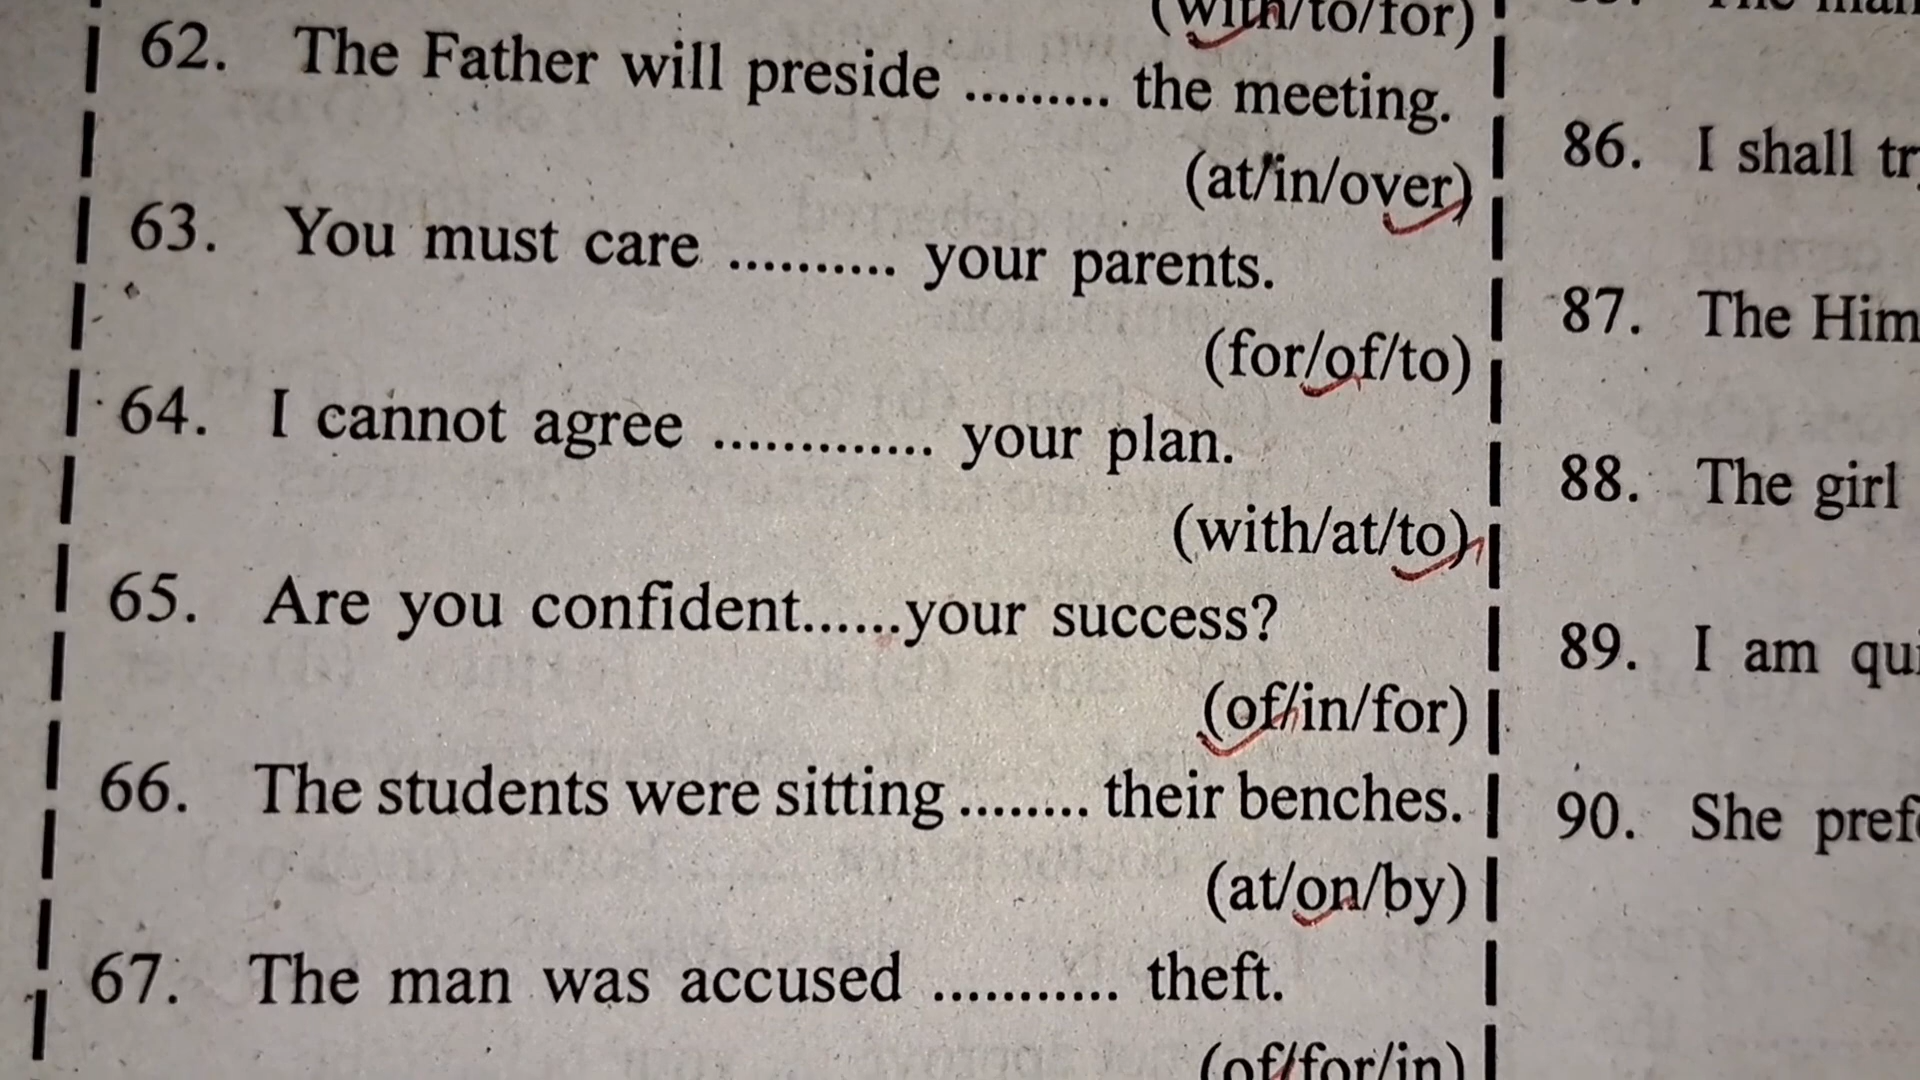 (with/to/for)
62. The Father will preside ......... the meeting.
(at/in/over)
63. You must care .......... your parents.
(for/of/to)
64. I cannot agree ............. your plan.
(with/at/to)
65. Are you confident......your success?
(of/in/for)
66. The students were sitting ........ their benches.
(at/on/by)
67. The man was accused ........... theft.
(of/for/in)
86. I shall
87. The
88. The girl
89. I am
90. She